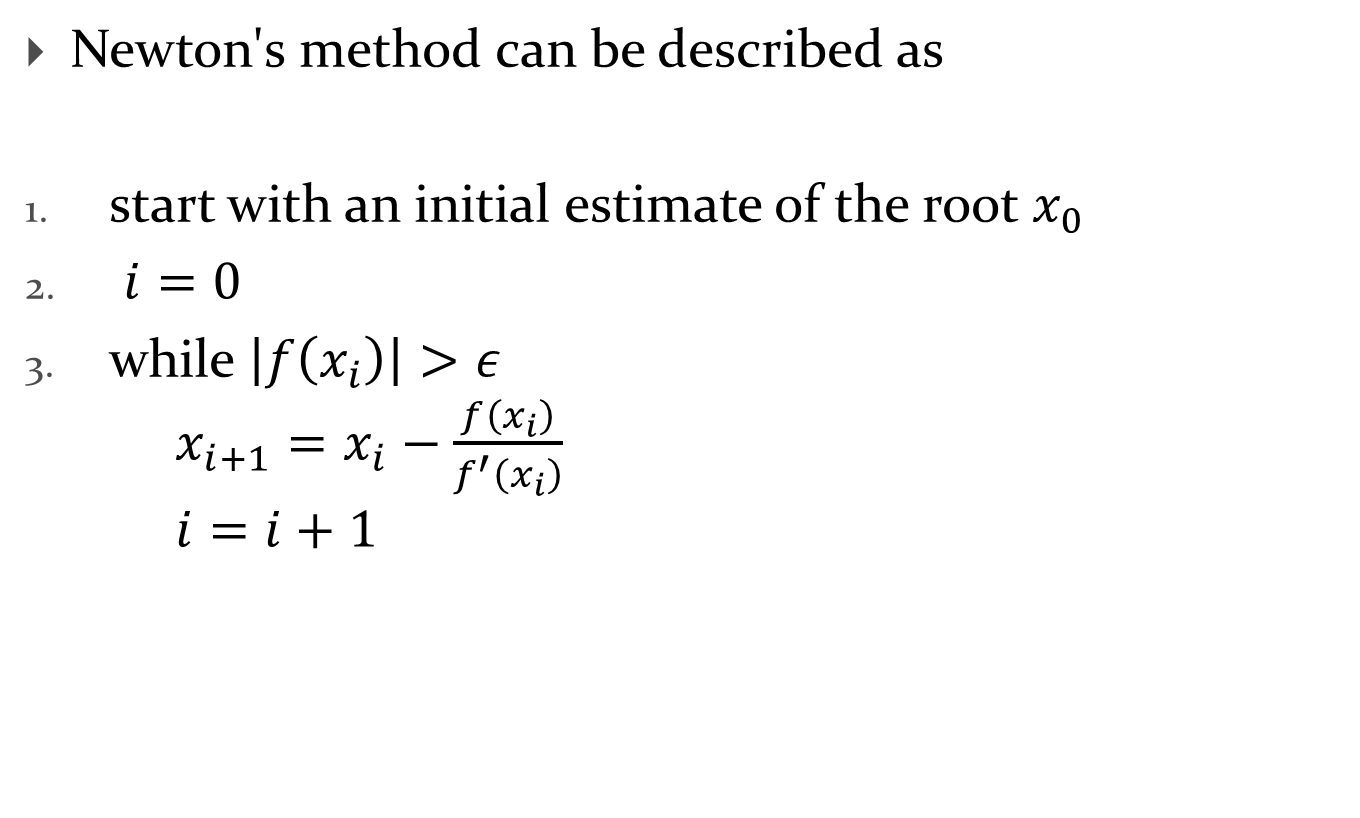 ▸ Newton's method can be described as
1. start with an initial estimate of the root x₀
2. i = 0
3. while |f(xᵢ)| > ϵ
xᵢ₊₁ = xᵢ − f(xᵢ)/f′(xᵢ)
i = i + 1